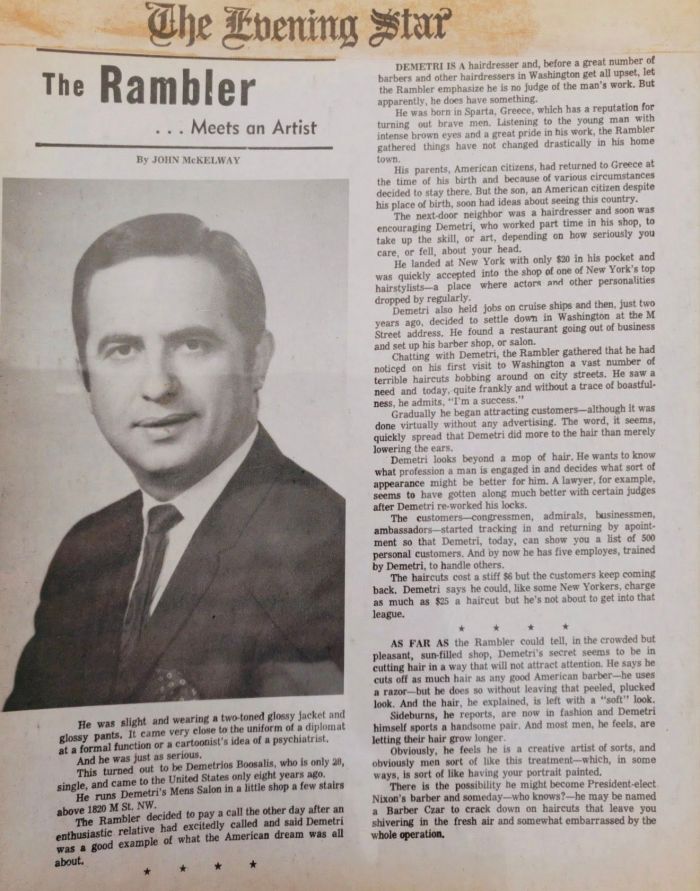 The Evening Star
The Rambler
. . . Meets an Artist
By JOHN McKELWAY
He was slight and wearing a two-toned glossy jacket and
glossy pants. It came very close to the uniform of a diplomat
at a formal function or a cartoonist's idea of a psychiatrist.
And he was just as serious.
This turned out to be Demetrios Boosalis, who is only 28,
single, and came to the United States only eight years ago.
He runs Demetri's Mens Salon in a little shop a few stairs
above 1820 M St. NW.
The Rambler decided to pay a call the other day after an
enthusiastic relative had excitedly called and said Demetri
was a good example of what the American dream was all
about.
★ ★ ★ ★
DEMETRI IS A hairdresser and, before a great number of
barbers and other hairdressers in Washington get all upset, let
the Rambler emphasize he is no judge of the man's work. But
apparently, he does have something.
He was born in Sparta, Greece, which has a reputation for
turning out brave men. Listening to the young man with
intense brown eyes and a great pride in his work, the Rambler
gathered things have not changed drastically in his home
town.
His parents, American citizens, had returned to Greece at
the time of his birth and because of various circumstances
decided to stay there. But the son, an American citizen despite
his place of birth, soon had ideas about seeing this country.
The next-door neighbor was a hairdresser and soon was
encouraging Demetri, who worked part time in his shop, to
take up the skill, or art, depending on how seriously you
care, or fell, about your head.
He landed at New York with only $20 in his pocket and
was quickly accepted into the shop of one of New York's top
hairstylists—a place where actors and other personalities
dropped by regularly.
Demetri also held jobs on cruise ships and then, just two
years ago, decided to settle down in Washington at the M
Street address. He found a restaurant going out of business
and set up his barber shop, or salon.
Chatting with Demetri, the Rambler gathered that he had
noticed on his first visit to Washington a vast number of
terrible haircuts bobbing around on city streets. He saw a
need and today, quite frankly and without a trace of boastful-
ness, he admits, "I'm a success."
Gradually he began attracting customers—although it was
done virtually without any advertising. The word, it seems,
quickly spread that Demetri did more to the hair than merely
lowering the ears.
Demetri looks beyond a mop of hair. He wants to know
what profession a man is engaged in and decides what sort of
appearance might be better for him. A lawyer, for example,
seems to have gotten along much better with certain judges
after Demetri re-worked his locks.
The customers—congressmen, admirals, businessmen,
ambassadors—started tracking in and returning by apoint-
ment so that Demetri, today, can show you a list of 500
personal customers. And by now he has five employes, trained
by Demetri, to handle others.
The haircuts cost a stiff $6 but the customers keep coming
back. Demetri says he could, like some New Yorkers, charge
as much as $25 a haircut but he's not about to get into that
league.
★ ★ ★ ★
AS FAR AS the Rambler could tell, in the crowded but
pleasant, sun-filled shop, Demetri's secret seems to be in
cutting hair in a way that will not attract attention. He says he
cuts off as much hair as any good American barber—he uses
a razor—but he does so without leaving that peeled, plucked
look. And the hair, he explained, is left with a "soft" look.
Sideburns, he reports, are now in fashion and Demetri
himself sports a handsome pair. And most men, he feels, are
letting their hair grow longer.
Obviously, he feels he is a creative artist of sorts, and
obviously men sort of like this treatment—which, in some
ways, is sort of like having your portrait painted.
There is the possibility he might become President-elect
Nixon's barber and someday—who knows?—he may be named
a Barber Czar to crack down on haircuts that leave you
shivering in the fresh air and somewhat embarrassed by the
whole operation.